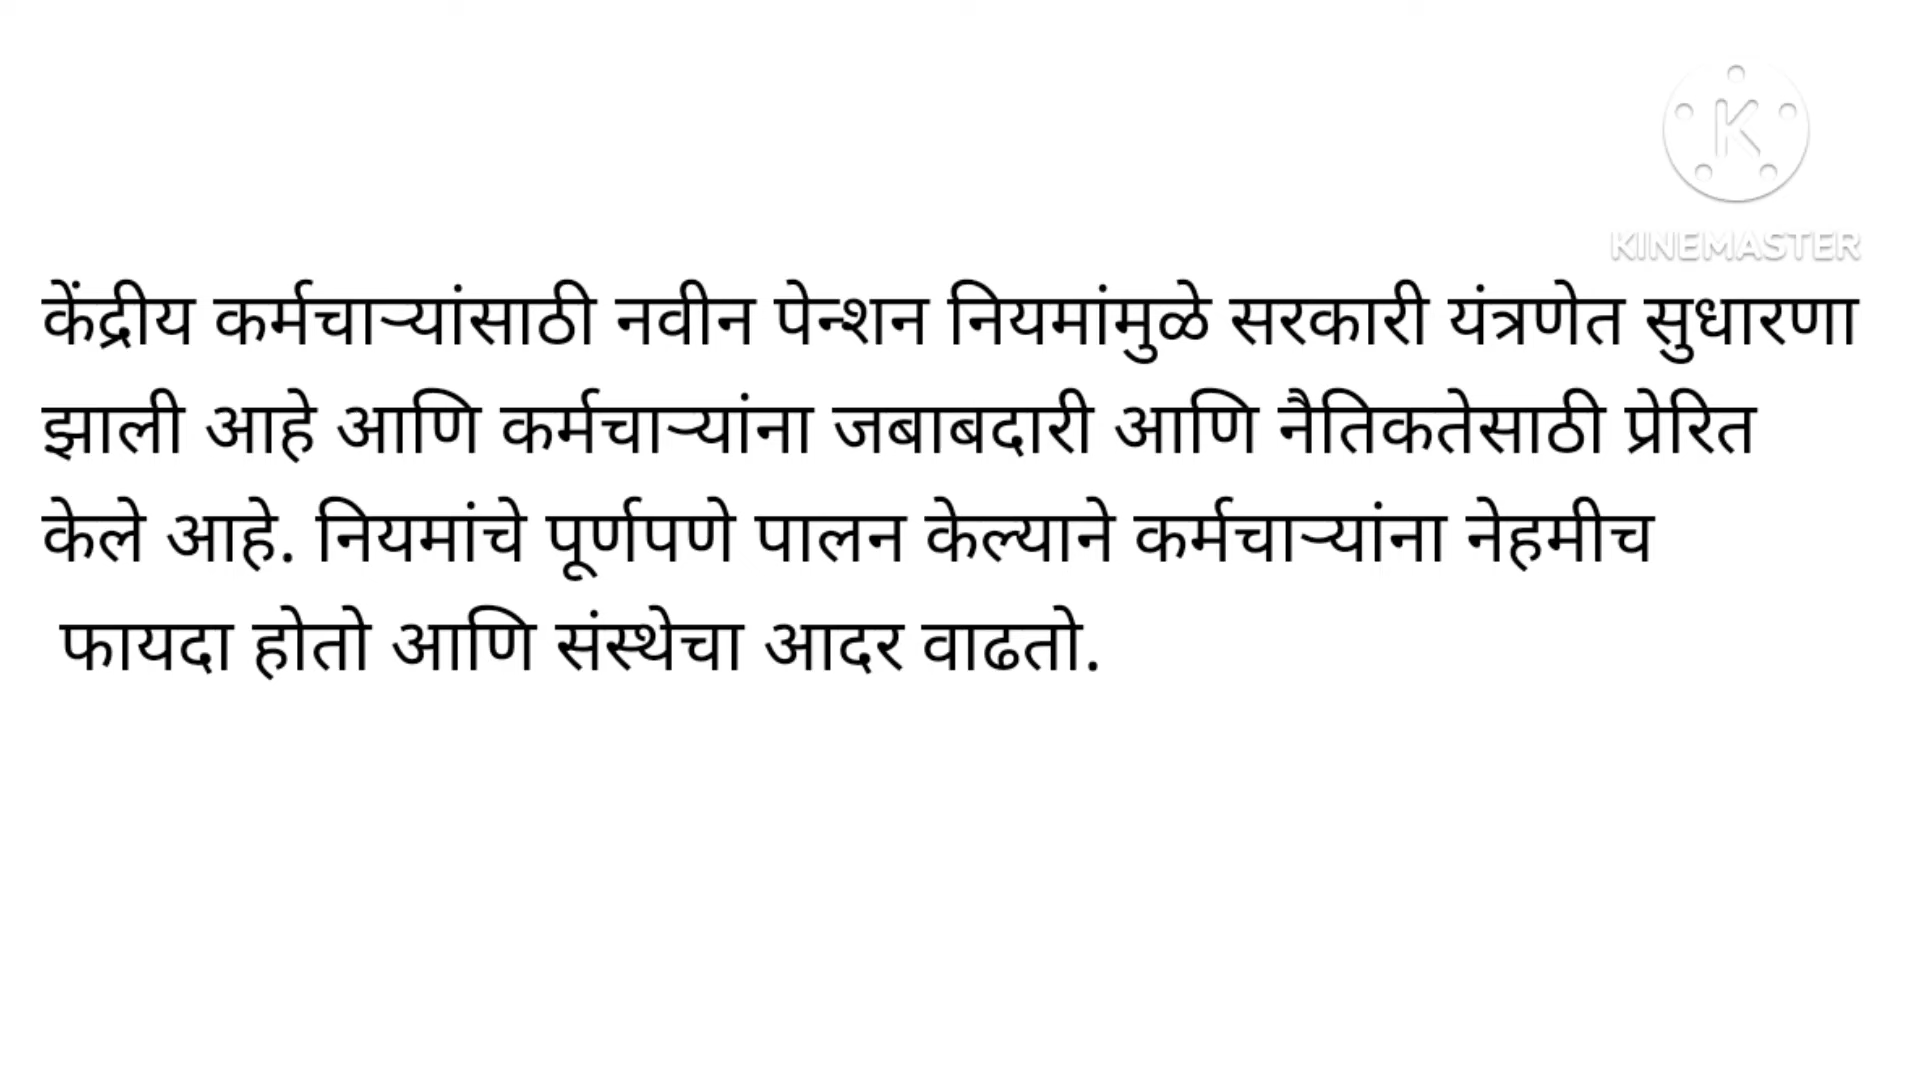 KINEMASTER
केंद्रीय कर्मचाऱ्यांसाठी नवीन पेन्शन नियमांमुळे सरकारी यंत्रणेत सुधारणा
झाली आहे आणि कर्मचाऱ्यांना जबाबदारी आणि नैतिकतेसाठी प्रेरित
केले आहे. नियमांचे पूर्णपणे पालन केल्याने कर्मचाऱ्यांना नेहमीच
फायदा होतो आणि संस्थेचा आदर वाढतो.